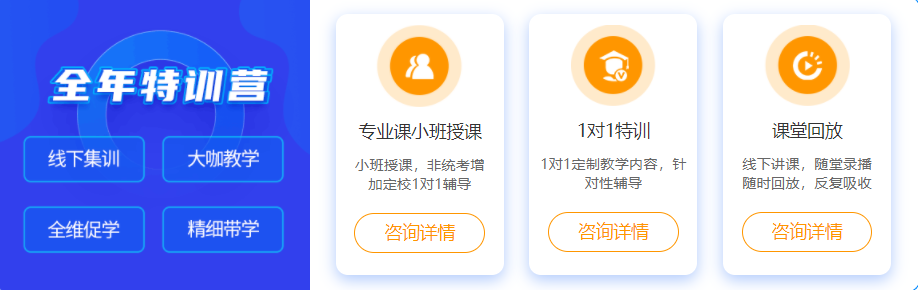 全年特训营
线下集训
大咖教学
全维促学
精细带学
专业课小班授课
小班授课，非统考增
加定校1对1辅导
咨询详情
1对1特训
1对1定制教学内容，针
对性辅导
咨询详情
课堂回放
线下讲课，随堂录播
随时回放，反复吸收
咨询详情